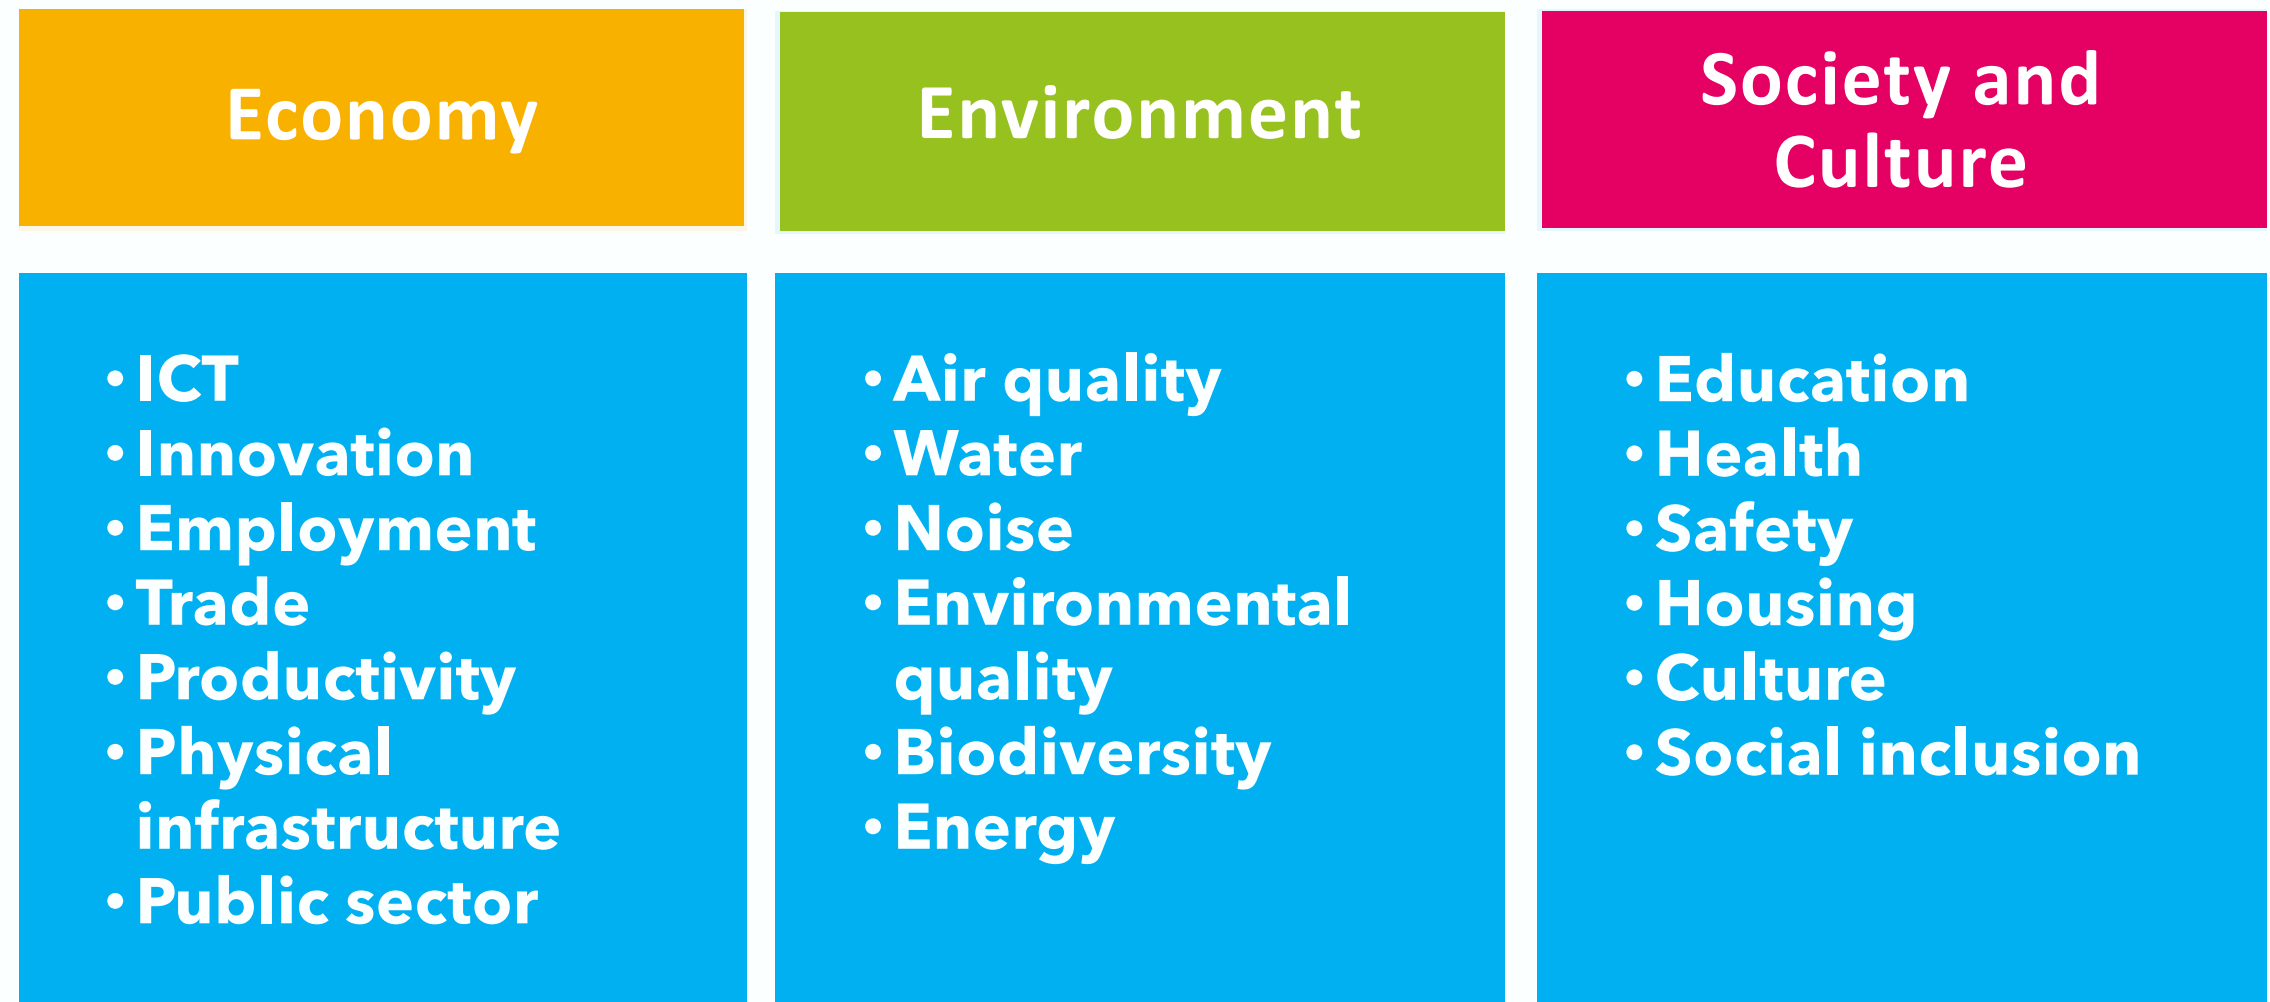 Economy
• ICT
• Innovation
• Employment
• Trade
• Productivity
• Physical
infrastructure
• Public sector
Environment
• Air quality
• Water
• Noise
• Environmental
quality
• Biodiversity
• Energy
Society and
Culture
• Education
• Health
• Safety
• Housing
• Culture
• Social inclusion